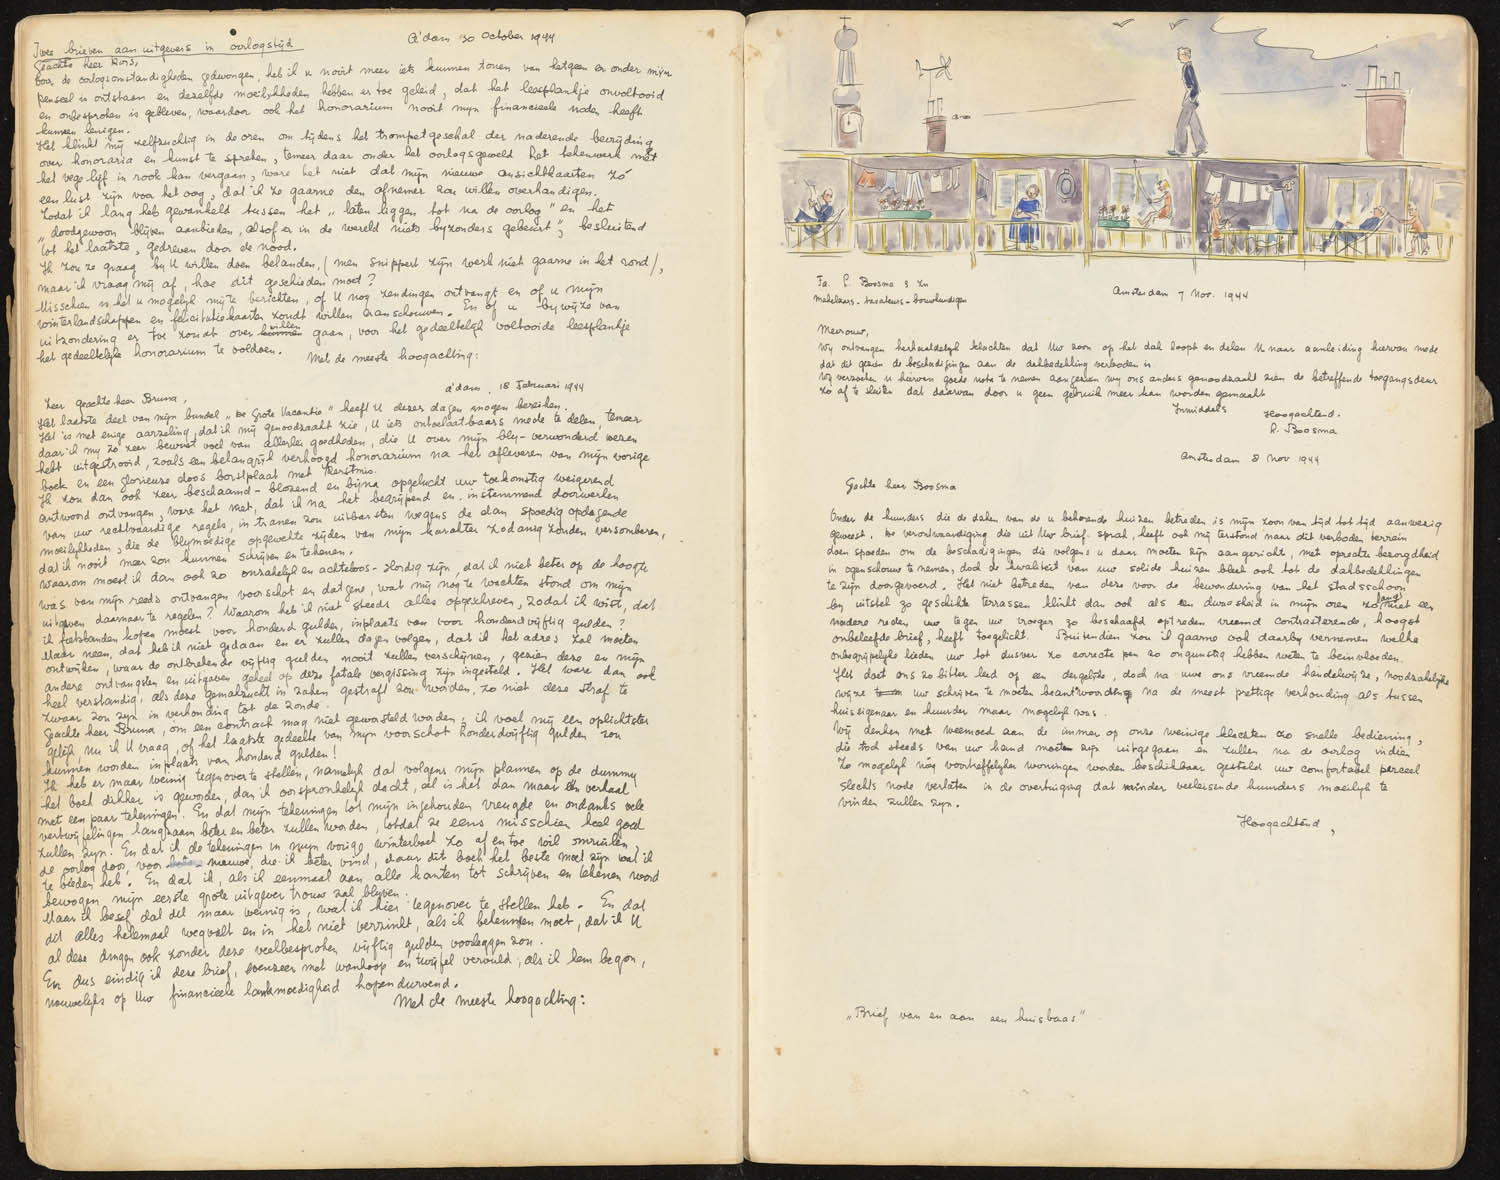 Twee brieven aan uitgevers in oorlogstijd
A'dam 30 October 1944
Geachte heer Kors,
Door de oorlogsomstandigheden gedwongen, heb ik u nooit meer iets kunnen tonen van hetgeen er onder mijn
penseel is ontstaan en dezelfde moeilijkheden hebben er toe geleid, dat het leesplankje onvoltooid
en onbesproken is gebleven, waardoor ook het honorarium nooit mijn financieele noden heeft
kunnen lenigen.
Het klinkt mij zelfzuchtig in de oren om tijdens het trompetgeschal der naderende bevrijding
over honoraria en kunst te spreken, temeer daar onder het oorlogsgeweld het tekenwerk met
het vege lijf in rook kan vergaan, ware het niet dat mijn nieuwe ansichtkaarten zó
een lust zijn voor het oog, dat ik ze gaarne den afnemer zou willen overhandigen.
Zodat ik lang heb gewankeld tussen het „laten liggen tot na de oorlog" en het
„doodgewoon blijven aanbieden, alsof er in de wereld niets byzonders gebeurt", besluitend
tot het laatste, gedreven door de nood.
Ik zou ze graag by U willen doen belanden, (men snippert zijn werk niet gaarne in het rond),
maar ik vraag mij af, hoe dit geschieden moet?
Misschien is het u mogelijk mij te berichten, of U nog zendingen ontvangt en of u mijn
winterlandschappen en felicitatiekaarten zoudt willen aanschouwen. En of u bij wijze van
uitzondering er toe zoudt over willen gaan, voor het gedeeltelijk voltooide leesplankje
het gedeeltelijke honorarium te voldoen.
Met de meeste hoogachting:
A'dam, 18 Februari 1944
Zeer geachte heer Bruna,
Het laatste deel van mijn bundel „De Grote Vacantie" heeft U dezer dagen mogen bereiken.
Het is met enige aarzeling, dat ik mij genoodzaakt zie, U iets ontoelaatbaars mede te delen, temeer
daar ik my zo zeer bewust voel van allerlei goedheden, die U over mijn bly-verwonderd wezen
hebt uitgestrooid, zoals een belangrijk verhoogd honorarium na het afleveren van mijn vorige
boek en een glorieuze doos borstplaat met Kerstmis.
Ik zou dan ook zeer beschaamd-blozend en bijna opgelucht uw toekomstig weigerend
antwoord ontvangen, ware het niet, dat ik na het begrijpend en instemmend doorwerken
van uw rechtvaardige regels, in tranen zou uitbarsten wegens de dan spoedig opdagende
moeilijkheden, die de blijmoedige opgewekte zijden van mijn karakter zodanig zouden versomberen,
dat ik nooit meer zou kunnen schrijven en tekenen.
Waarom moest ik dan ook zo onzakelijk en achteloos-slordig zijn, dat ik niet beter op de hoogte
was van mijn reeds ontvangen voorschot en datgene, wat mij nog te wachten stond om mijn
uitgaven daarnaar te regelen? Waarom heb ik niet steeds alles opgeschreven, zodat ik wist, dat
ik fietsbanden kopen moest voor honderd gulden, inplaats van voor honderdvijftig gulden?
Maar neen, dat heb ik niet gedaan en er zullen dagen volgen, dat ik het adres zal moeten
ontwijken, waar de ontbrekende vijftig gulden nooit zullen verschijnen, gezien deze en mijn
andere ontvangsten en uitgaven geheel op deze fatale vergissing zijn ingesteld. Het ware dan ook
heel verstandig, als deze gemakzucht in zaken gestraft zou worden, zo niet deze straf te
zwaar zou zijn in verhouding tot de zonde.
Geachte heer Bruna, om een contract mag niet gewurmd worden; ik voel mij een oplichtster
gelijk, nu ik U vraag, of het laatste gedeelte van mijn voorschot honderdvijftig gulden zou
kunnen worden inplaats van honderd gulden!
Ik heb er maar weinig tegenover te stellen, namelijk dat volgens mijn plannen op de dummy
het boek dikker is geworden, dan ik oorspronkelijk dacht, al is het dan maar één verhaal
met een paar tekeningen. En dat mijn tekeningen tot mijn ingehouden vreugde en ondanks vele
vertwijfelingen langzaam beter en beter zullen worden, totdat ze eens misschien heel goed
zullen zijn. En dat ik de tekeningen in mijn vorige winterboek zo af en toe wil omruilen,
de oorlog door, voor nieuwe, die ik beter vind, daar dit boek het beste moet zijn wat ik
te bieden heb. En dat ik, als ik eenmaal aan alle kanten tot schrijven en tekenen word
bewogen mijn eerste grote uitgever trouw zal blijven.
Maar ik besef dat dit maar weinig is, wat ik hier tegenover te stellen heb. En dat
dit alles helemaal wegvalt en in het niet verzinkt, als ik bekennen moet, dat ik U
al deze dingen ook zonder deze veelbesproken vijftig gulden voorleggen zou.
En dus eindig ik deze brief, evenzeer met wanhoop en twijfel vervuld, als ik hem begon,
nauwelijks op Uw financieele lankmoedigheid hopen durvend.
Met de meeste hoogachting:
Fa. L. Boosma & Zn
Makelaars-taxateurs-bouwkundigen
Amsterdam 7 Nov. 1944
Mevrouw,
Wij ontvangen herhaaldelijk klachten dat Uw zoon op het dak loopt en delen U naar aanleiding hiervan mede
dat dit gezien de beschadigingen aan de dakbedekking verboden is.
Wij verzoeken u hiervan goede nota te nemen aangezien wij ons anders genoodzaakt zien de betreffende toegangsdeur
zo af te sluiten dat daarvan door u geen gebruik meer kan worden gemaakt
Inmiddels
Hoogachtend.
L. Boosma
Amsterdam 8 Nov 1944
Geachte heer Boosma
Onder de huurders die de daken van de u behorende huizen betreden is mijn zoon van tijd tot tijd aanwezig
geweest. De verontwaardiging die uit Uw brief sprak, heeft ook mij terstond naar dit verboden terrein
doen spoeden om de beschadigingen die volgens u daar moeten zijn aangericht, met oprechte bezorgdheid
in ogenschouw te nemen, doch de kwaliteit van uw solide huizen bleek ook tot de dakbedekkingen
te zijn doorgevoerd. Het niet betreden van deze voor de bewondering van het stadsschoon
bij uitstek zo geschikte terrassen klinkt dan ook als een dwaasheid in mijn oren zolang niet een
nadere reden uw tegen uw vroeger zo beschaafd optreden vreemd contrasterende, hoogst
onbeleefde brief, heeft toegelicht. Bovendien zou ik gaarne ook daarbij vernemen welke
onbegrijpelijke lieden uw tot dusver zo correcte pen zo ongunstig hebben weten te beinvloeden.
Het doet ons zo bitter leed op een dergelijke, doch na uwe ons vreemde handelwijze, noodzakelijke
wijze uw schrijven te moeten beantwoorden na de meest prettige verhouding als tussen
huiseigenaar en huurder maar mogelijk was.
Wij denken met weemoed aan de immer op onze weinige klachten zo snelle bediening,
die toch steeds van uw hand moeten zijn uitgegaan en zullen na de oorlog indien
zo mogelijk nóg voortreffelijker woningen worden beschikbaar gesteld uw comfortabel perceel
slechts node verlaten in de overtuiging dat minder veeleisende huurders moeilijk te
vinden zullen zijn.
Hoogachtend,
„Brief van en aan een huisbaas"